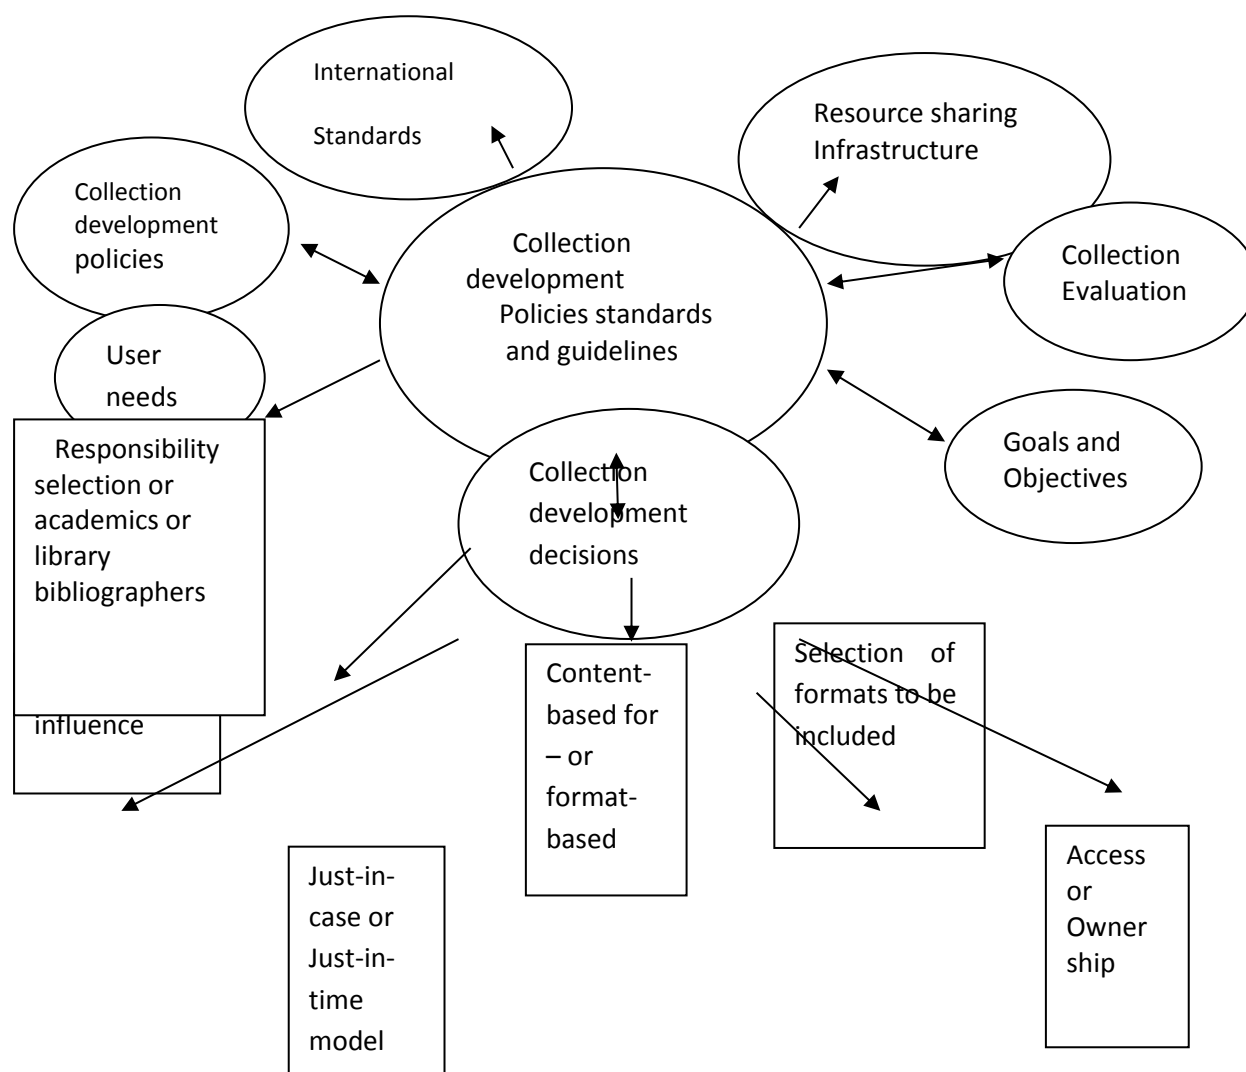 International
Standards
Resource sharing
Infrastructure
Collection
development
policies
Collection
development
Policies standards
and guidelines
Collection
Evaluation
User
needs
Goals and
Objectives
Responsibility
selection or
academics or
library
bibliographers
influence
Collection
development
decisions
Content-
based for
– or
format-
based
Selection of
formats to be
included
Just-in-
case or
Just-in-
time
model
Access
or
Owner
ship